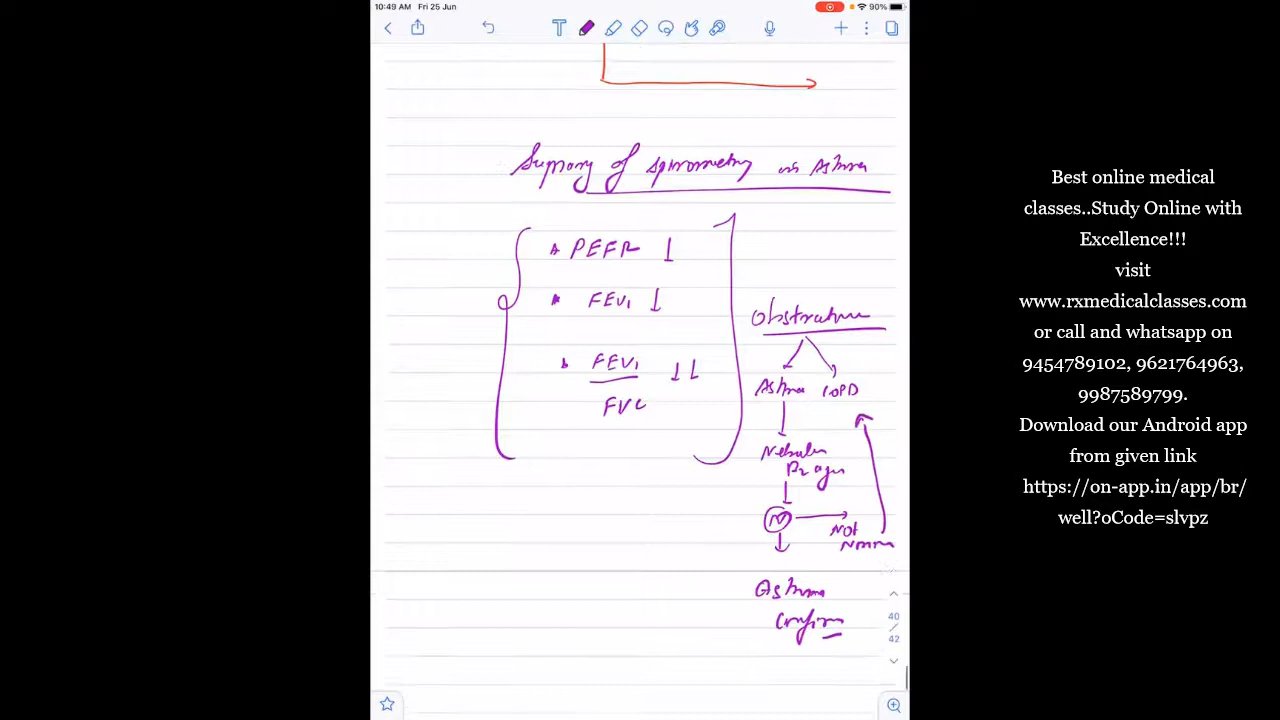 10:49 AM Fri 25 Jun
90%
Summary of spirometry in Asthma
PEFR ↓
FEV1 ↓
FEV1 ↓↓
FVC
Obstructive
Asthma COPD
Nebulise
B2 agon
N → Not
Normal
Asthma
Confirm
40
42
Best online medical
classes..Study Online with
Excellence!!!
visit
www.rxmedicalclasses.com
or call and whatsapp on
9454789102, 9621764963,
9987589799.
Download our Android app
from given link
https://on-app.in/app/br/
well?oCode=slvpz